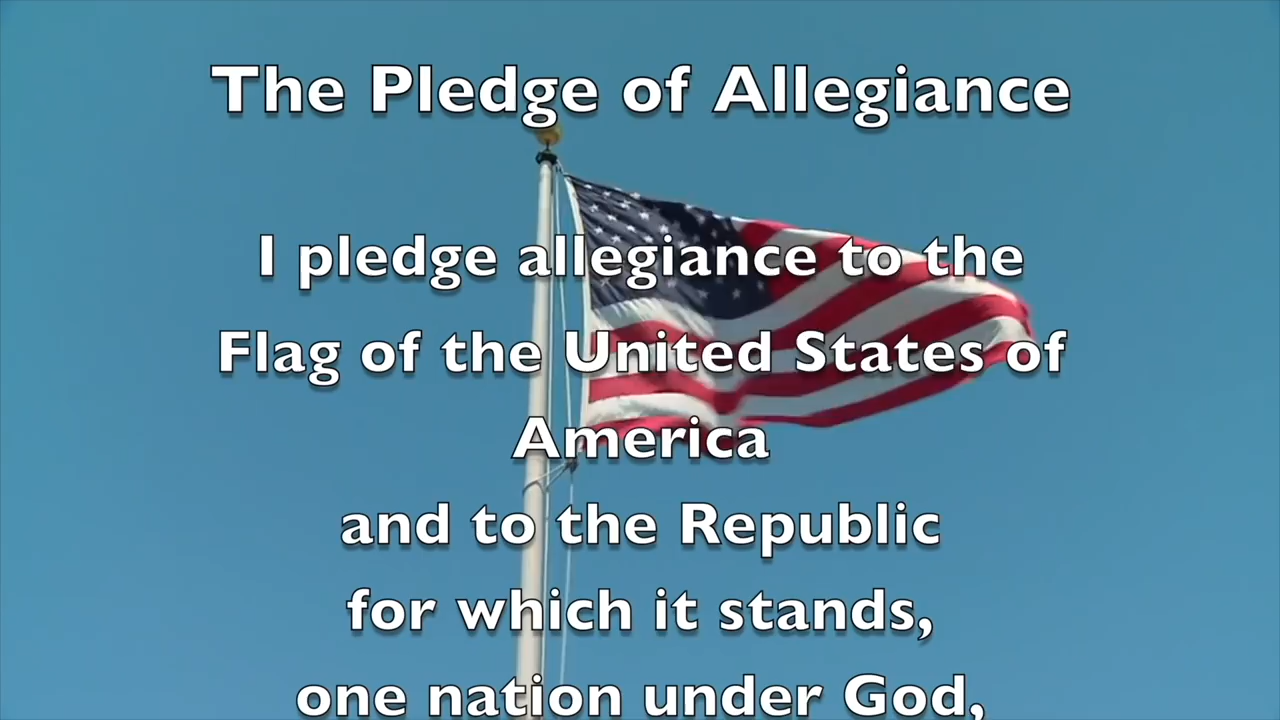 The Pledge of Allegiance
I pledge allegiance to the
Flag of the United States of
America
and to the Republic
for which it stands,
one nation under God,